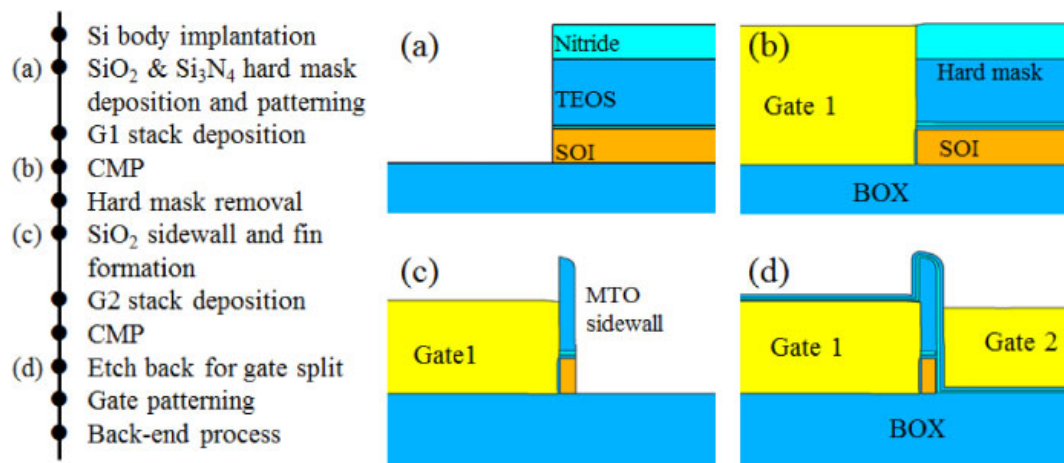 Si body implantation
(a) SiO₂ & Si₃N₄ hard mask
deposition and patterning
G1 stack deposition
(b) CMP
Hard mask removal
(c) SiO₂ sidewall and fin
formation
G2 stack deposition
CMP
(d) Etch back for gate split
Gate patterning
Back-end process
(a)
Nitride
TEOS
SOI
(b)
Hard mask
Gate 1
SOI
BOX
(c)
MTO
sidewall
Gate1
(d)
Gate 1
Gate 2
BOX